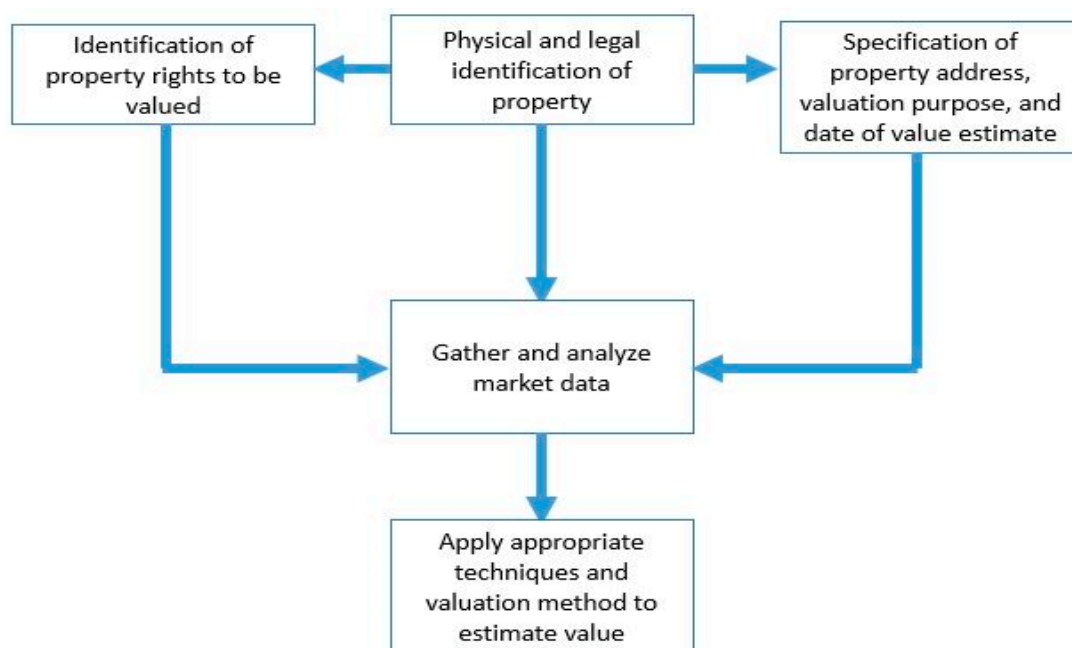 Identification of
property rights to be
valued
Physical and legal
identification of
property
Specification of
property address,
valuation purpose, and
date of value estimate
Gather and analyze
market data
Apply appropriate
techniques and
valuation method to
estimate value